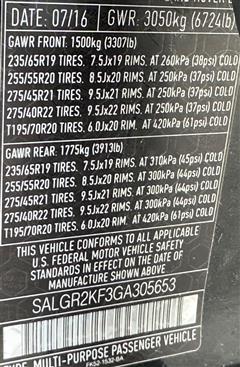 DATE: 07/16 GWR: 3050kg (6724lb)
GAWR FRONT: 1500kg (3307lb)
235/65R19 TIRES. 7.5Jx19 RIMS. AT 260kPa (38psi) COLD
255/55R20 TIRES. 8.5Jx20 RIMS. AT 250kPa (37psi) COLD
275/45R21 TIRES. 9.5Jx21 RIMS. AT 250kPa (37psi) COLD
275/40R22 TIRES. 9.5Jx22 RIMS. AT 250kPa (37psi) COLD
T195/70R20 TIRES. 6.0Jx20 RIM. AT 420kPa (61psi) COLD
GAWR REAR: 1775kg (3913lb)
235/65R19 TIRES. 7.5Jx19 RIMS. AT 310kPa (45psi) COLD
255/55R20 TIRES. 8.5Jx20 RIMS. AT 300kPa (44psi) COLD
275/45R21 TIRES. 9.5Jx21 RIMS. AT 300kPa (44psi) COLD
275/40R22 TIRES. 9.5Jx22 RIMS. AT 300kPa (44psi) COLD
T195/70R20 TIRES. 6.0Jx20 RIM. AT 420kPa (61psi) COLD
THIS VEHICLE CONFORMS TO ALL APPLICABLE
U.S. FEDERAL MOTOR VEHICLE SAFETY
STANDARDS IN EFFECT ON THE DATE OF
MANUFACTURE SHOWN ABOVE
SALGR2KF3GA305653
TYPE: MULTI-PURPOSE PASSENGER VEHICLE
FK52-1532-BA